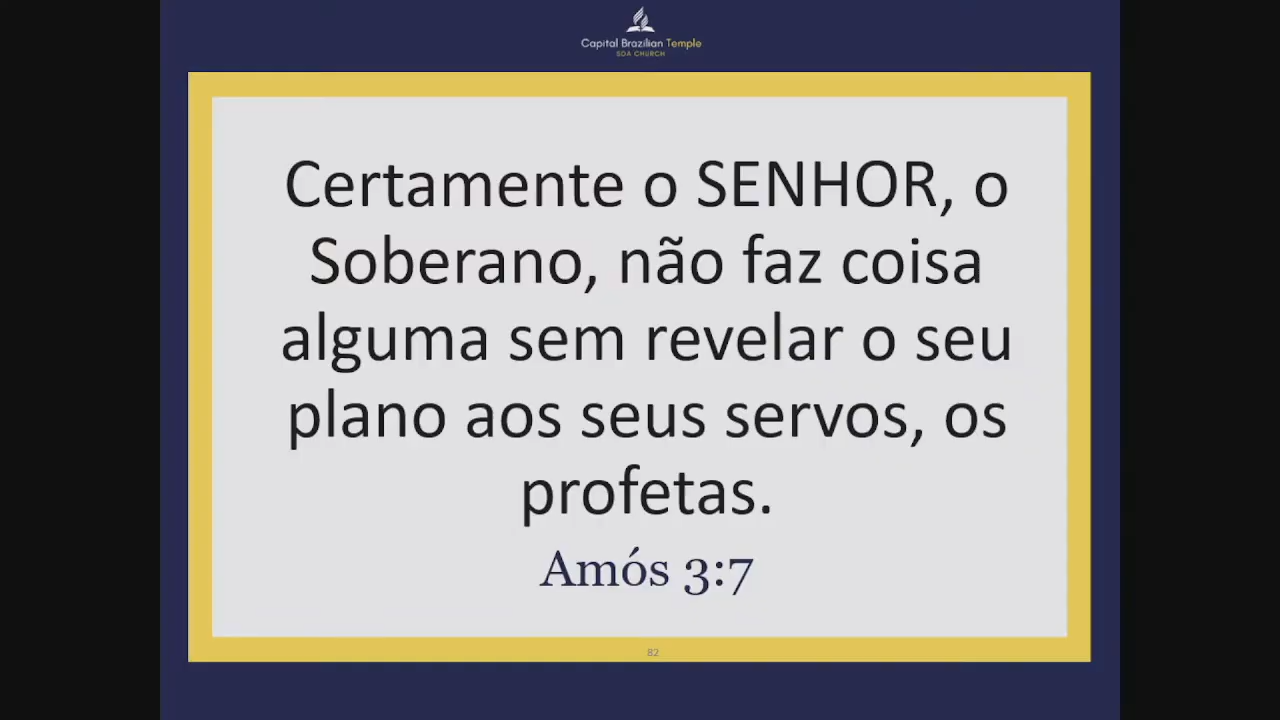 Capital Brazilian Temple
SDA CHURCH
Certamente o SENHOR, o
Soberano, não faz coisa
alguma sem revelar o seu
plano aos seus servos, os
profetas.
Amós 3:7
82